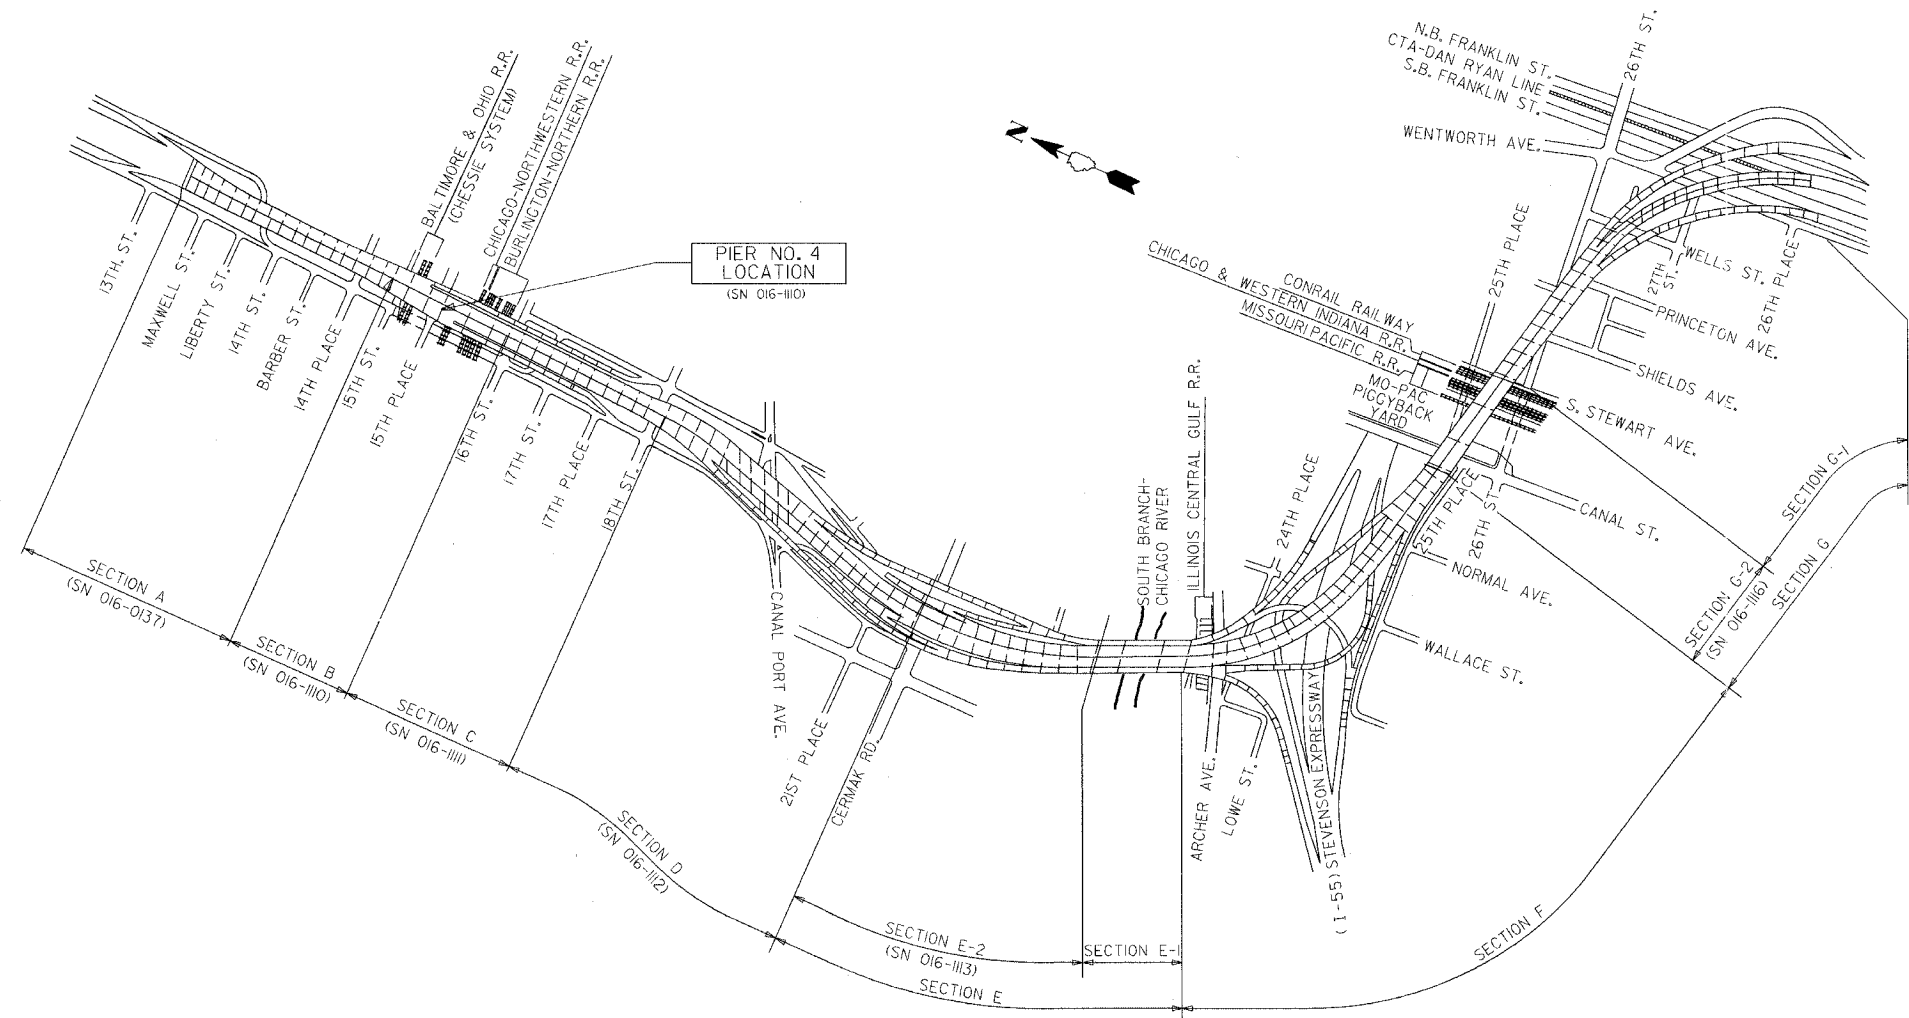 N.B. FRANKLIN ST.
CTA-DAN RYAN LINE
S.B. FRANKLIN ST.
26TH ST.
WENTWORTH AVE.
BALTIMORE & OHIO R.R.
(CHESSIE SYSTEM)
CHICAGO-NORTHWESTERN R.R.
BURLINGTON-NORTHERN R.R.
N
PIER NO. 4
LOCATION
(SN 016-1110)
13TH. ST.
MAXWELL ST.
LIBERTY ST.
14TH ST.
BARBER ST.
14TH PLACE
15TH ST.
15TH PLACE
16TH ST.
17TH ST.
17TH PLACE
18TH ST.
CHICAGO & WESTERN INDIANA R.R.
CONRAIL RAILWAY
MISSOURI PACIFIC R.R.
MO-PAC
PIGGYBACK
YARD
25TH PLACE
27TH
ST.
WELLS ST.
26TH PLACE
PRINCETON AVE.
SHIELDS AVE.
S. STEWART AVE.
CANAL ST.
25TH PLACE
26TH ST.
NORMAL AVE.
WALLACE ST.
24TH PLACE
ILLINOIS CENTRAL GULF R.R.
SOUTH BRANCH-
CHICAGO RIVER
CANAL PORT AVE.
21ST PLACE
CERMAK RD.
ARCHER AVE.
LOWE ST.
(I-55) STEVENSON EXPRESSWAY
SECTION A
(SN 016-0137)
SECTION B
(SN 016-1110)
SECTION C
(SN 016-1111)
SECTION D
(SN 016-1112)
SECTION E-2
(SN 016-1113)
SECTION E-1
SECTION E
SECTION F
SECTION G-2
(SN 016-1116)
SECTION G-1
SECTION G